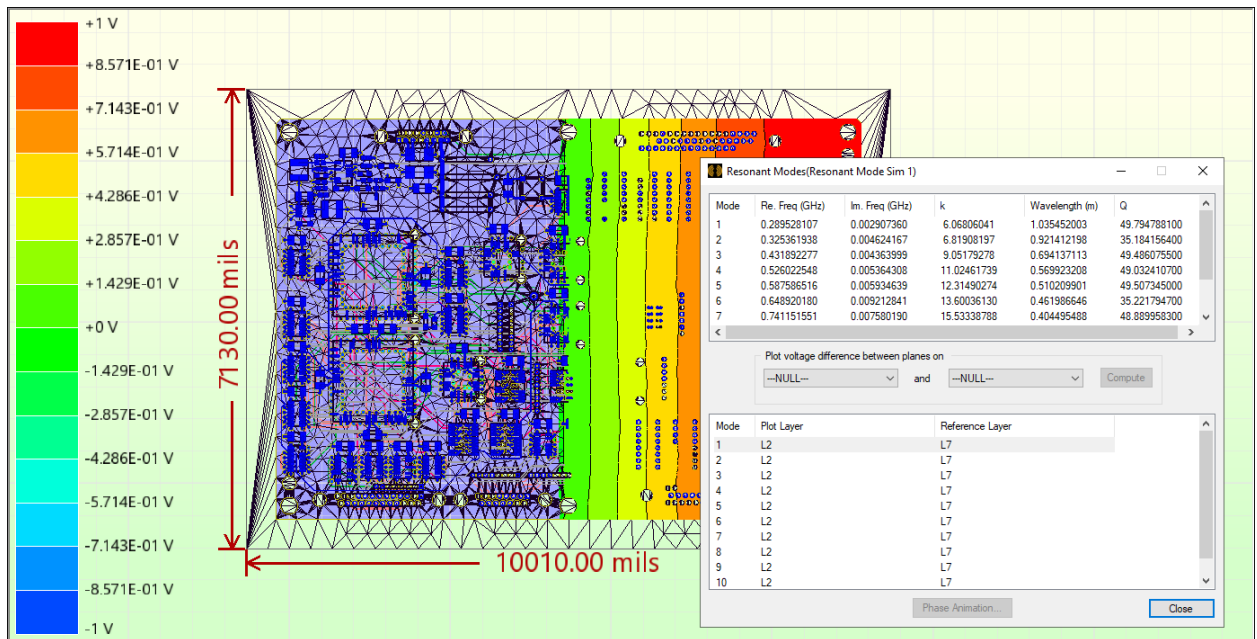 +1 V
+8.571E-01 V
+7.143E-01 V
+5.714E-01 V
+4.286E-01 V
+2.857E-01 V
+1.429E-01 V
+0 V
-1.429E-01 V
-2.857E-01 V
-4.286E-01 V
-5.714E-01 V
-7.143E-01 V
-8.571E-01 V
-1 V
7130.00 mils
10010.00 mils
Resonant Modes(Resonant Mode Sim 1)
Mode Re. Freq (GHz) Im. Freq (GHz) k Wavelength (m) Q
1 0.289528107 0.002907360 6.06806041 1.035452003 49.794788100
2 0.325361938 0.004624167 6.81908197 0.921412198 35.184156400
3 0.431892277 0.004363999 9.05179278 0.694137113 49.486075500
4 0.526022548 0.005364308 11.02461739 0.569923208 49.032410700
5 0.587586516 0.005934639 12.31490274 0.510209901 49.507345000
6 0.648920180 0.009212841 13.60036130 0.461986646 35.221794700
7 0.741151551 0.007580190 15.53338788 0.404495488 48.889958300
Plot voltage difference between planes on
---NULL--- and ---NULL--- Compute
Mode Plot Layer Reference Layer
1 L2 L7
2 L2 L7
3 L2 L7
4 L2 L7
5 L2 L7
6 L2 L7
7 L2 L7
8 L2 L7
9 L2 L7
10 L2 L7
Phase Animation...
Close